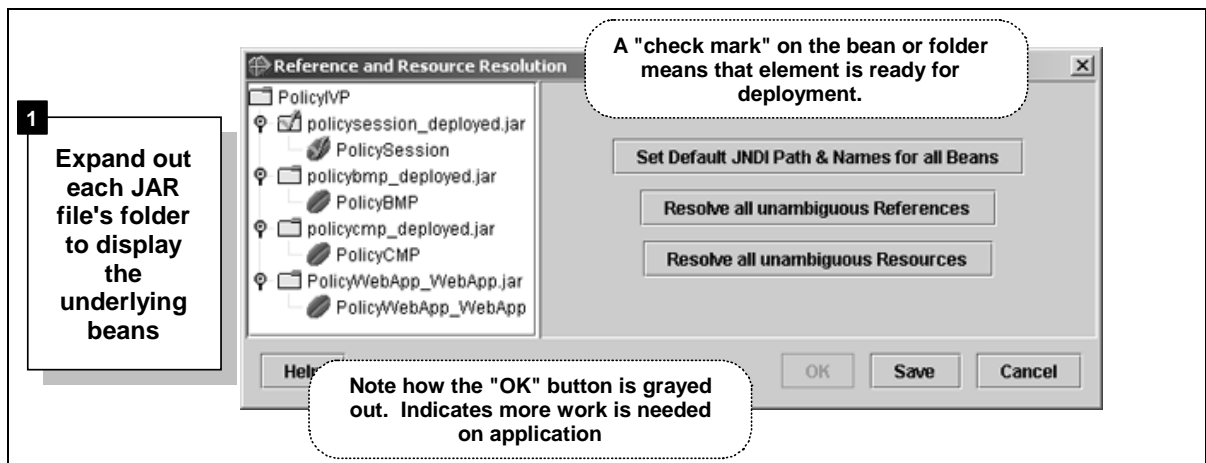 A "check mark" on the bean or folder
means that element is ready for
deployment.
Reference and Resource Resolution
1
Expand out
each JAR
file's folder
to display
the
underlying
beans
PolicyIVP
policysession_deployed.jar
PolicySession
policybmp_deployed.jar
PolicyBMP
policycmp_deployed.jar
PolicyCMP
PolicyWebApp_WebApp.jar
PolicyWebApp_WebApp
Set Default JNDI Path & Names for all Beans
Resolve all unambiguous References
Resolve all unambiguous Resources
Help
OK
Save
Cancel
Note how the "OK" button is grayed
out. Indicates more work is needed
on application